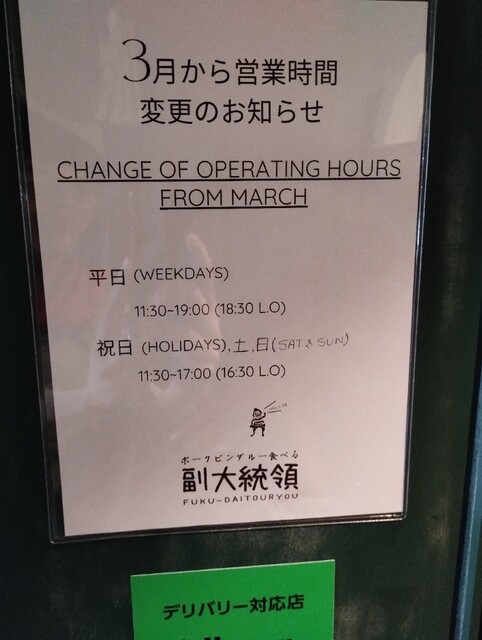 3月から営業時間
変更のお知らせ
CHANGE OF OPERATING HOURS
FROM MARCH
平日 (WEEKDAYS)
11:30~19:00 (18:30 L.O)
祝日 (HOLIDAYS),土,日(SAT&SUN)
11:30~17:00 (16:30 L.O)
ポークビンダルー食べる
副大統領
FUKU-DAITOURYOU
デリバリー対応店